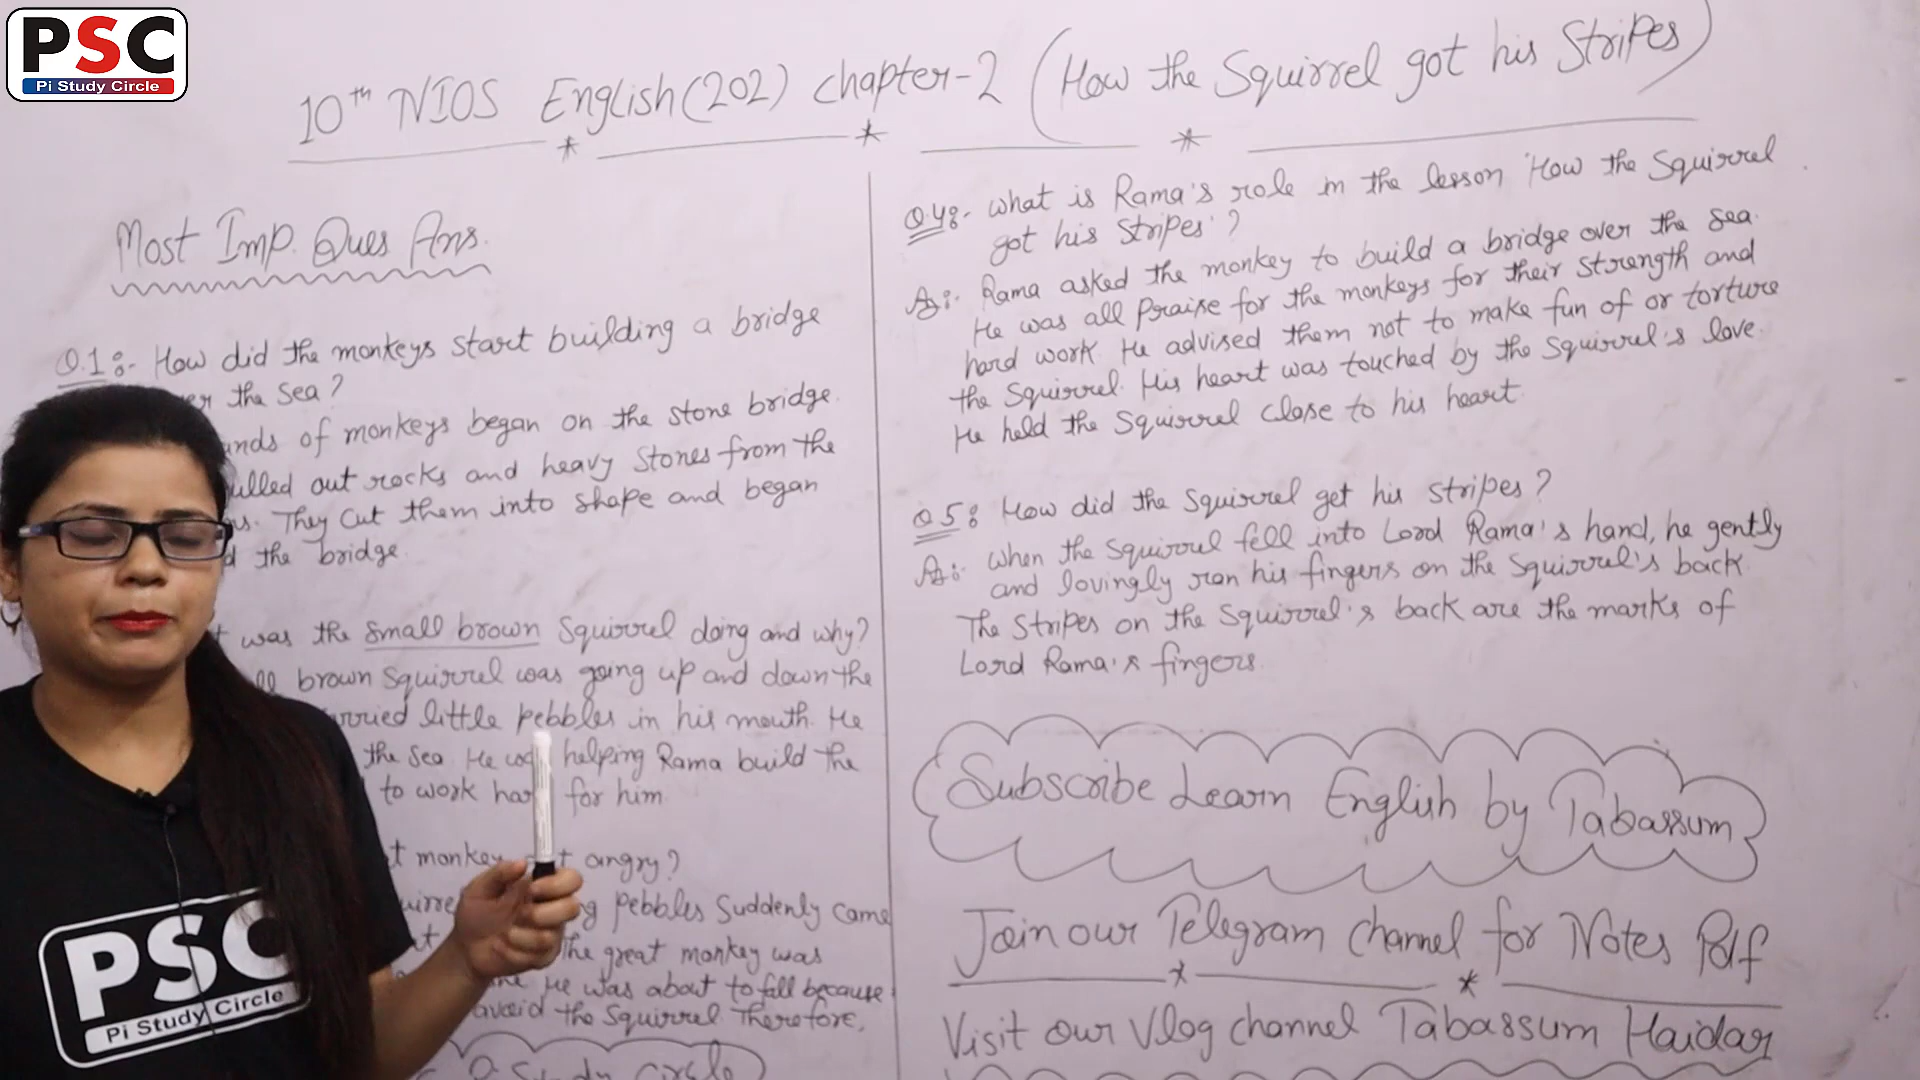 PSC
Pi Study Circle
10th NIOS English(202) Chapter-2 (How the Squirrel got his Stripes)
Most Imp. Ques Ans.
Q.1:- How did the monkeys start building a bridge
the Sea?
of monkeys began on the stone bridge.
out rocks and heavy stones from the
They cut them into shape and began
the bridge.
was the small brown squirrel doing and why?
brown squirrel was going up and down the
little pebbles in his mouth. He
the sea. He helping Rama build the
to work for him.
monkey angry?
pebbles suddenly came
the great monkey was
He was about to fall because
avoid the squirrel Therefore,
Study Circle
Q.4:- What is Rama's role in the lesson 'How the Squirrel
got his Stripes'?
As:- Rama asked the monkey to build a bridge over the sea.
He was all praise for the monkeys for their strength and
hard work. He advised them not to make fun of or torture
the squirrel. His heart was touched by the squirrel's love.
He held the squirrel close to his heart.
Q5: How did the squirrel get his stripes?
As:- When the squirrel fell into Lord Rama's hand, he gently
and lovingly ran his fingers on the squirrel's back.
The stripes on the squirrel's back are the marks of
Lord Rama's fingers.
Subscribe Learn English by Tabassum
Join our Telegram channel for Notes Pdf
Visit our Vlog channel Tabassum Haidar
PSC
Pi Study Circle